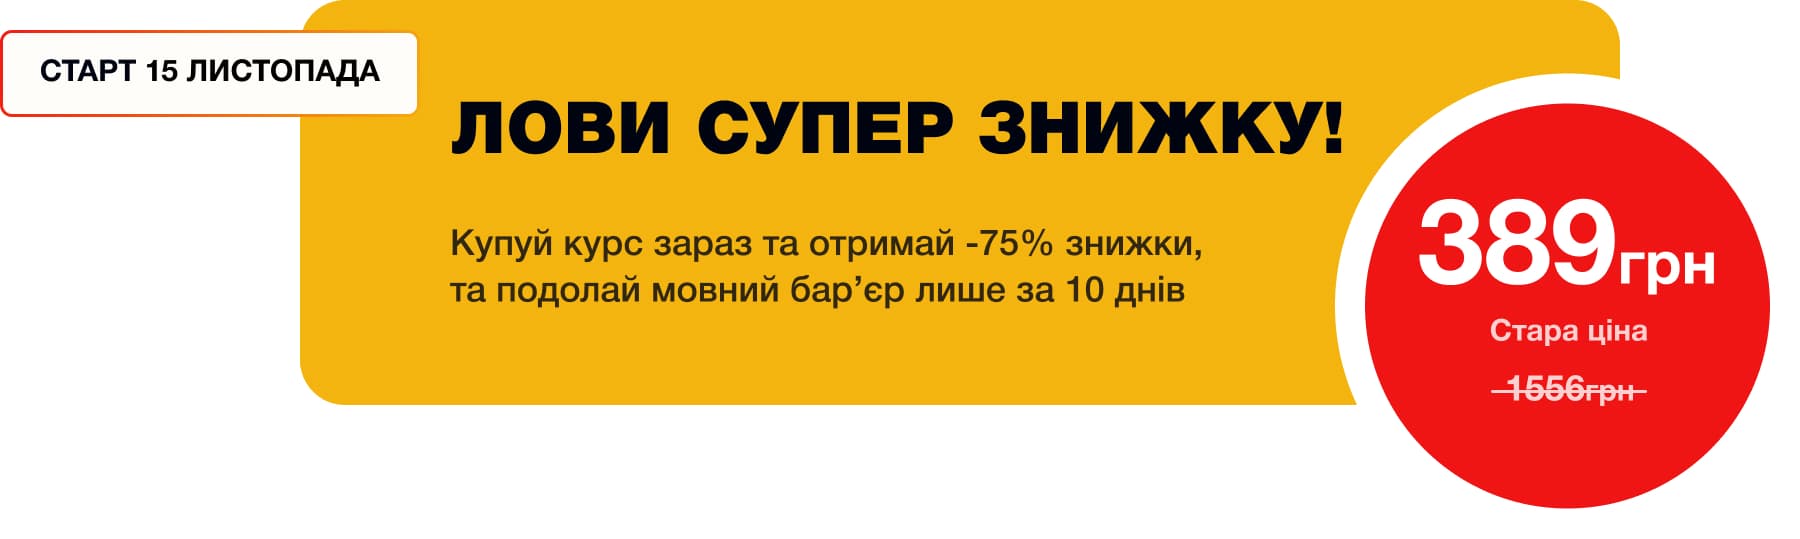 СТАРТ 15 ЛИСТОПАДА
ЛОВИ СУПЕР ЗНИЖКУ!
Купуй курс зараз та отримай -75% знижки,
та подолай мовний бар’єр лише за 10 днів
389грн
Стара ціна
1556грн